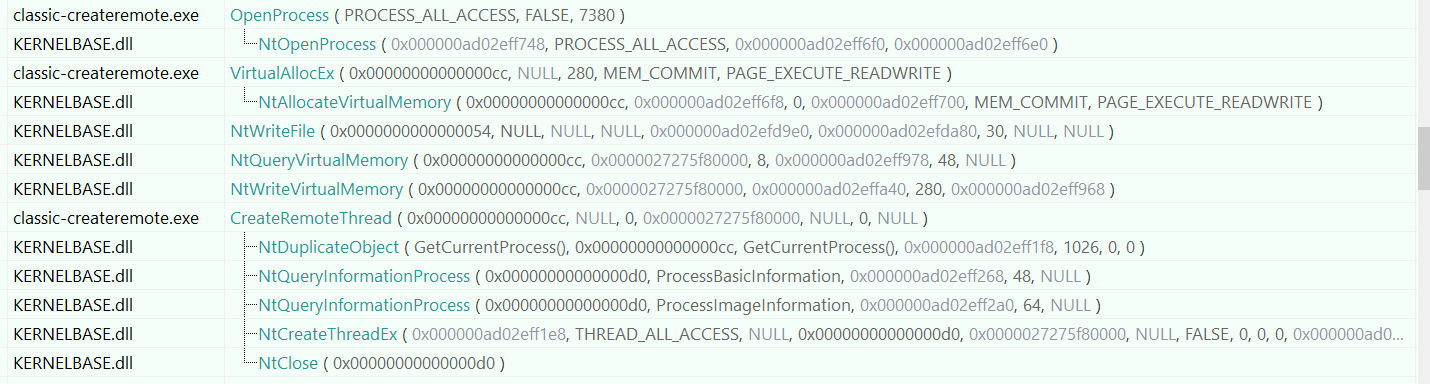 classic-createremote.exe OpenProcess ( PROCESS_ALL_ACCESS, FALSE, 7380 )
KERNELBASE.dll NtOpenProcess ( 0x000000ad02eff748, PROCESS_ALL_ACCESS, 0x000000ad02eff6f0, 0x000000ad02eff6e0 )
classic-createremote.exe VirtualAllocEx ( 0x00000000000000cc, NULL, 280, MEM_COMMIT, PAGE_EXECUTE_READWRITE )
KERNELBASE.dll NtAllocateVirtualMemory ( 0x00000000000000cc, 0x000000ad02eff6f8, 0, 0x000000ad02eff700, MEM_COMMIT, PAGE_EXECUTE_READWRITE )
KERNELBASE.dll NtWriteFile ( 0x0000000000000054, NULL, NULL, NULL, 0x000000ad02efd9e0, 0x000000ad02efda80, 30, NULL, NULL )
KERNELBASE.dll NtQueryVirtualMemory ( 0x00000000000000cc, 0x0000027275f80000, 8, 0x000000ad02eff978, 48, NULL )
KERNELBASE.dll NtWriteVirtualMemory ( 0x00000000000000cc, 0x0000027275f80000, 0x000000ad02effa40, 280, 0x000000ad02eff968 )
classic-createremote.exe CreateRemoteThread ( 0x00000000000000cc, NULL, 0, 0x0000027275f80000, NULL, 0, NULL )
KERNELBASE.dll NtDuplicateObject ( GetCurrentProcess(), 0x00000000000000cc, GetCurrentProcess(), 0x000000ad02eff1f8, 1026, 0, 0 )
KERNELBASE.dll NtQueryInformationProcess ( 0x00000000000000d0, ProcessBasicInformation, 0x000000ad02eff268, 48, NULL )
KERNELBASE.dll NtQueryInformationProcess ( 0x00000000000000d0, ProcessImageInformation, 0x000000ad02eff2a0, 64, NULL )
KERNELBASE.dll NtCreateThreadEx ( 0x000000ad02eff1e8, THREAD_ALL_ACCESS, NULL, 0x00000000000000d0, 0x0000027275f80000, NULL, FALSE, 0, 0, 0, 0x000000ad0...
KERNELBASE.dll NtClose ( 0x00000000000000d0 )